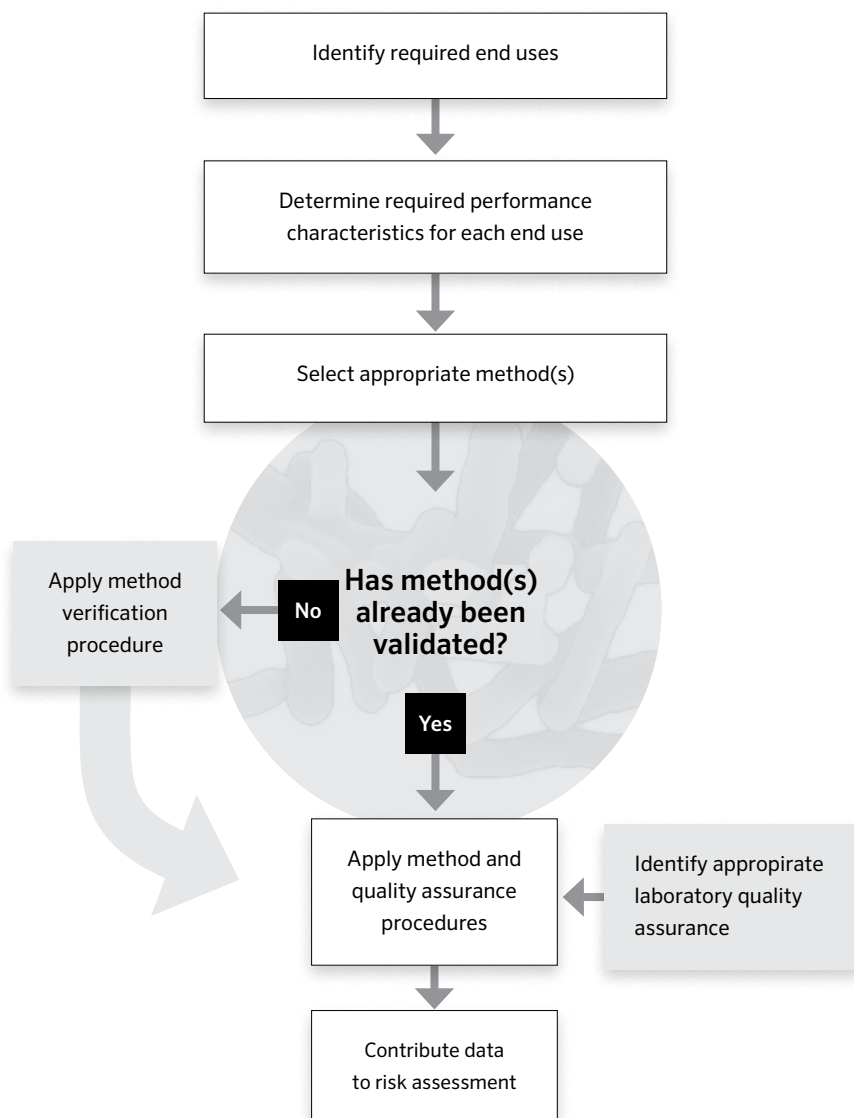 Identify required end uses
Determine required performance
characteristics for each end use
Select appropriate method(s)
Has method(s)
already been
validated?
No
Apply method
verification
procedure
Yes
Apply method and
quality assurance
procedures
Identify appropirate
laboratory quality
assurance
Contribute data
to risk assessment